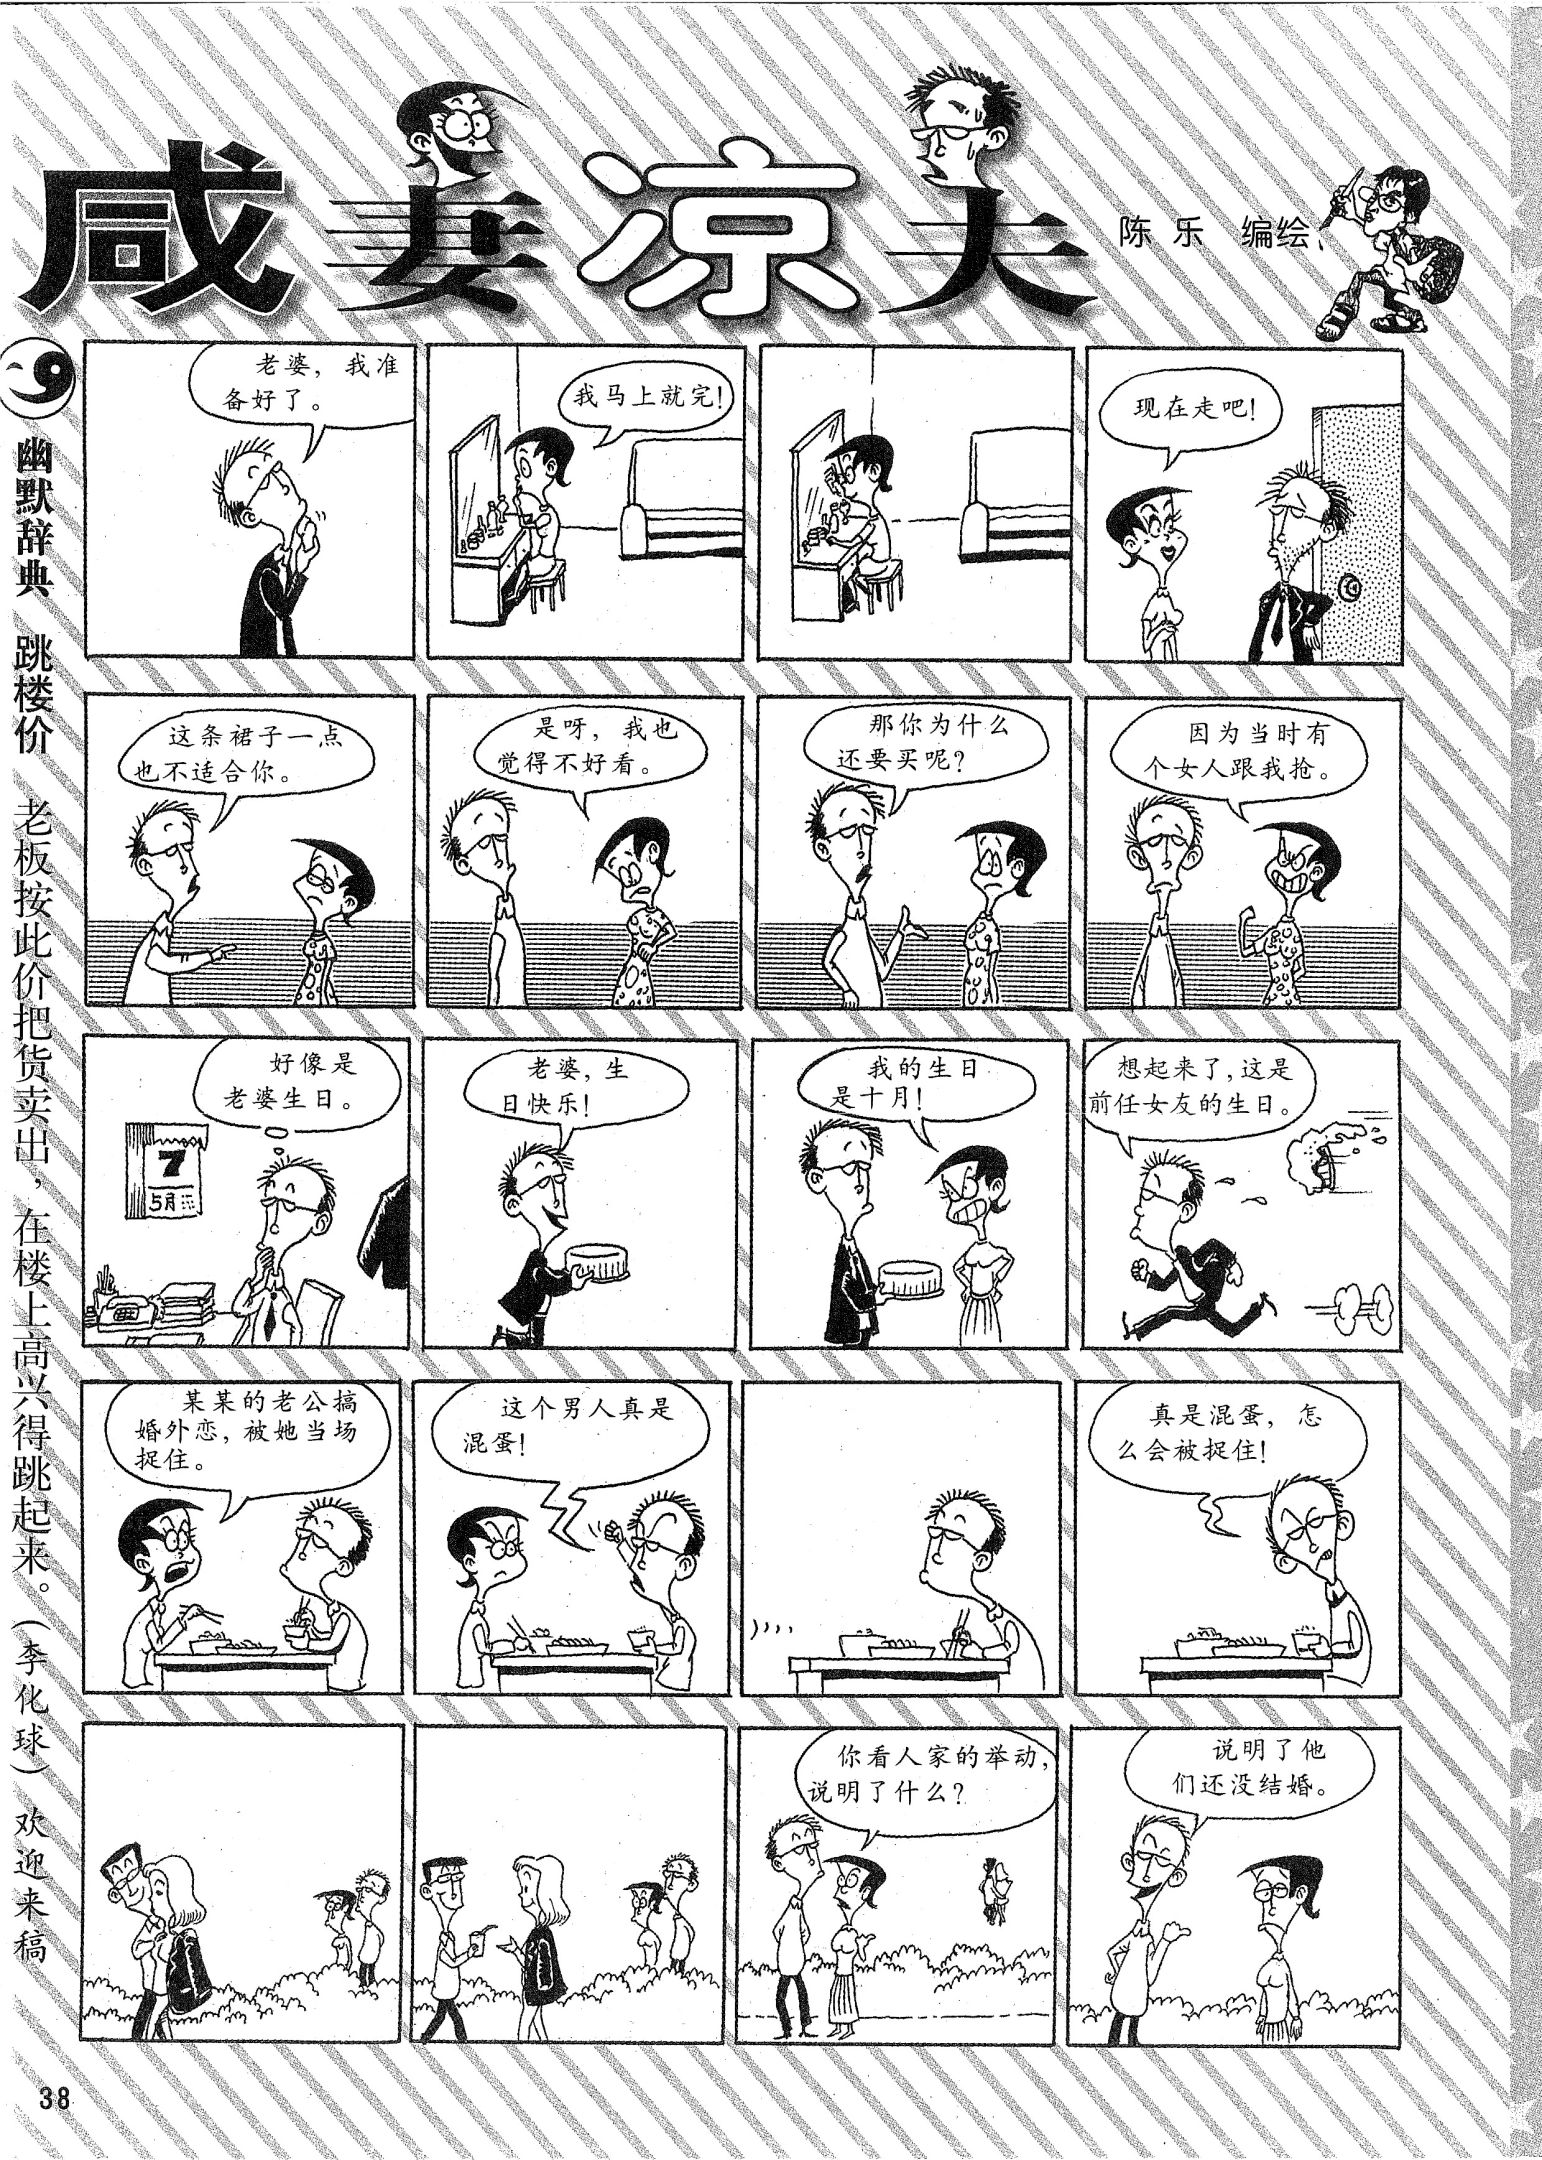 咸妻凉夫
陈乐 编绘
老婆，我准
备好了。
我马上就完！
现在走吧！
这条裙子一点
也不适合你。
是呀，我也
觉得不好看。
那你为什么
还要买呢？
因为当时有
个女人跟我抢。
好像是
老婆生日。
7
5月
老婆，生
日快乐！
我的生日
是十月！
想起来了，这是
前任女友的生日。
某某的老公搞
婚外恋，被她当场
捉住。
这个男人真是
混蛋！
真是混蛋，怎
么会被捉住！
你看人家的举动，
说明了什么？
说明了他
们还没结婚。
幽默辞典 跳楼价 老板按此价把货卖出，在楼上高兴得跳起来。（李化球） 欢迎来稿
38